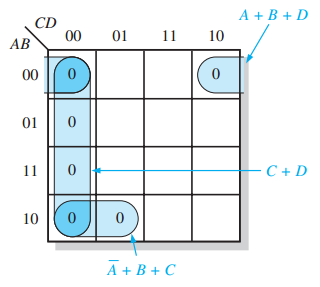 CD
A + B + D
AB
00 01 11 10
00 0 0
01 0
11 0
C + D
10 0 0
A̅ + B + C